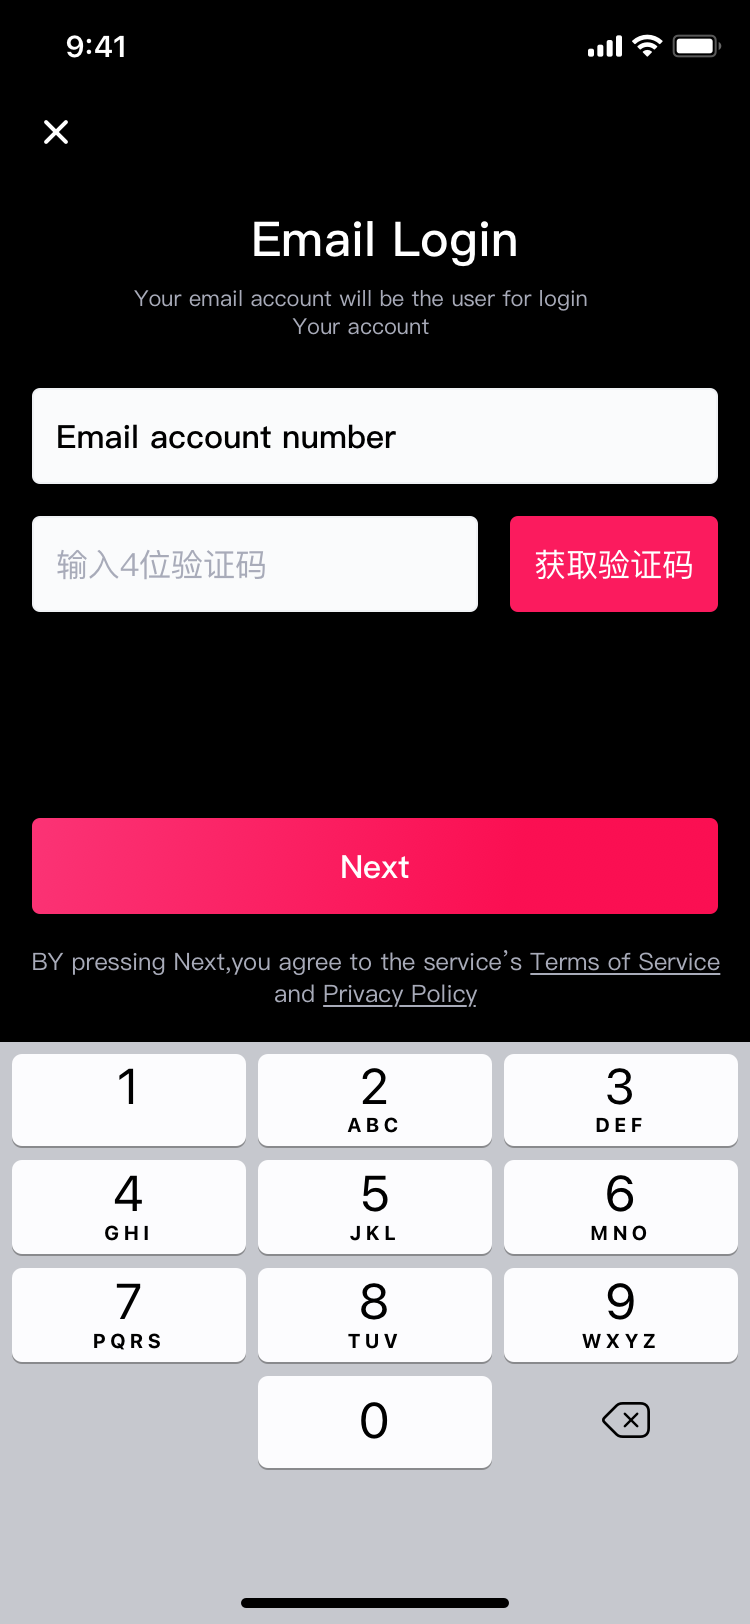 9:41
Email Login
Your email account will be the user for login
Your account
Email account number
输入4位验证码
获取验证码
Next
BY pressing Next,you agree to the service's Terms of Service
and Privacy Policy
1
2
ABC
3
DEF
4
GHI
5
JKL
6
MNO
7
PQRS
8
TUV
9
WXYZ
0